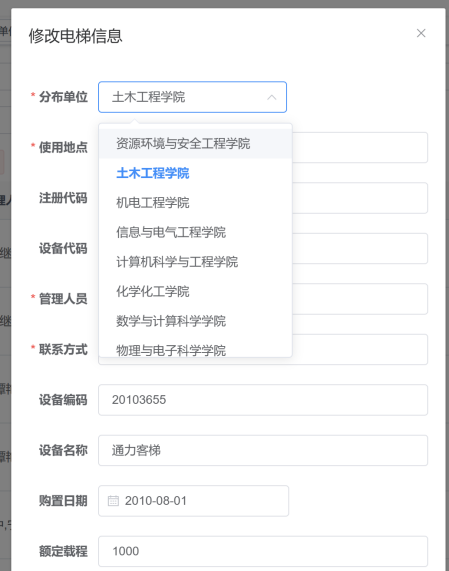 修改电梯信息
* 分布单位 土木工程学院
资源环境与安全工程学院
* 使用地点
土木工程学院
注册代码
机电工程学院
信息与电气工程学院
设备代码
计算机科学与工程学院
化学化工学院
* 管理人员
数学与计算科学学院
* 联系方式
物理与电子科学学院
设备编码 20103655
设备名称 通力客梯
购置日期 2010-08-01
额定载程 1000